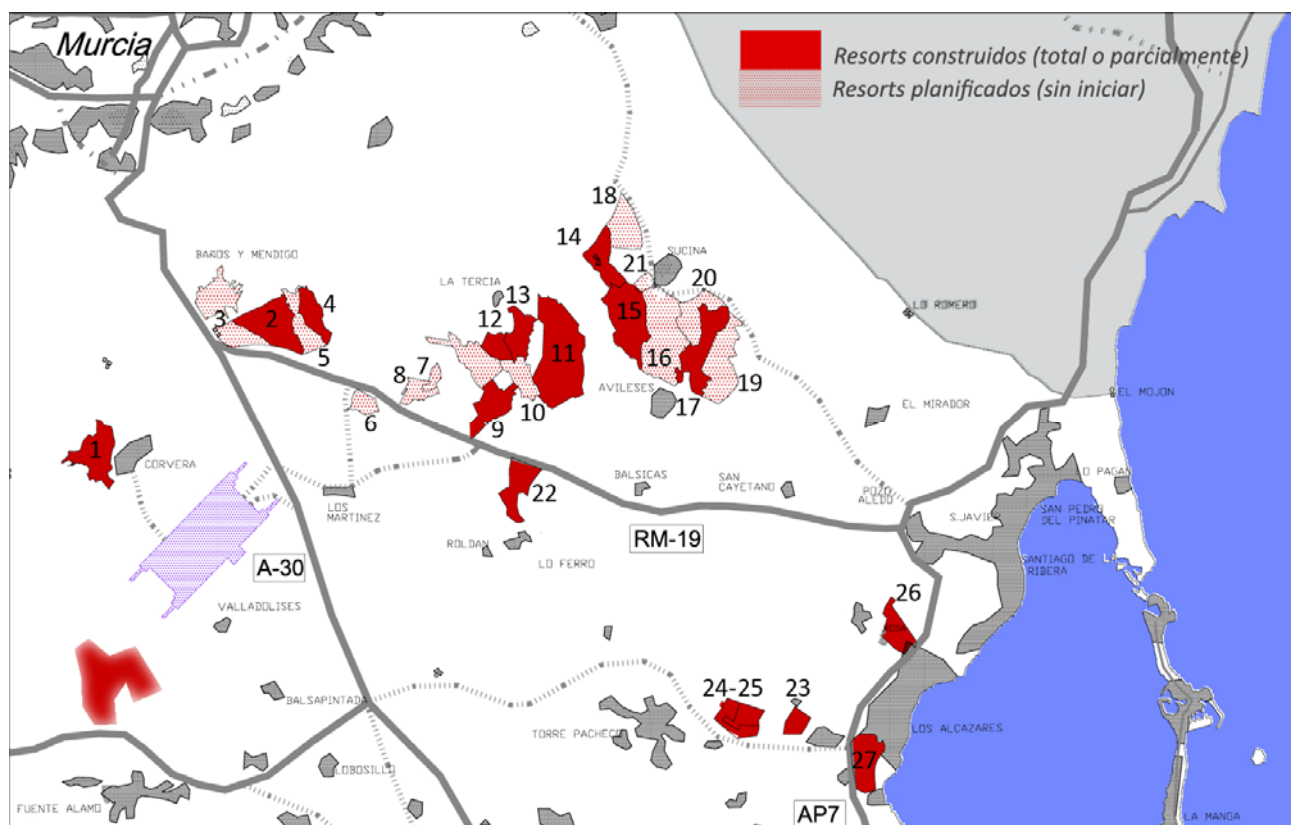 Murcia
Resorts construidos (total o parcialmente)
Resorts planificados (sin iniciar)
18
14
SUCINA
21
20
BAÑOS Y MENDIGO
LA TERCIA
13
4
3
2
12
15
11
LO ROMERO
5
7
16
8
19
AVILESES
10
17
EL MOJON
6
9
EL MIRADOR
1
CORVERA
BALSICAS
SAN
CAYETANO
LO PAGAN
22
POZO
ALEDO
LOS
MARTINEZ
S.JAVIER
SAN PEDRO
DEL PINATAR
RM-19
ROLDAN
LO FERRO
A-30
SANTIAGO DE LA
RIBERA
VALLADOLISES
26
RODA
24-25
23
BALSAPINTADA
TORRE PACHECO
LOS ALCAZARES
27
LOBOSILLO
FUENTE ALAMO
AP7
LA MANGA